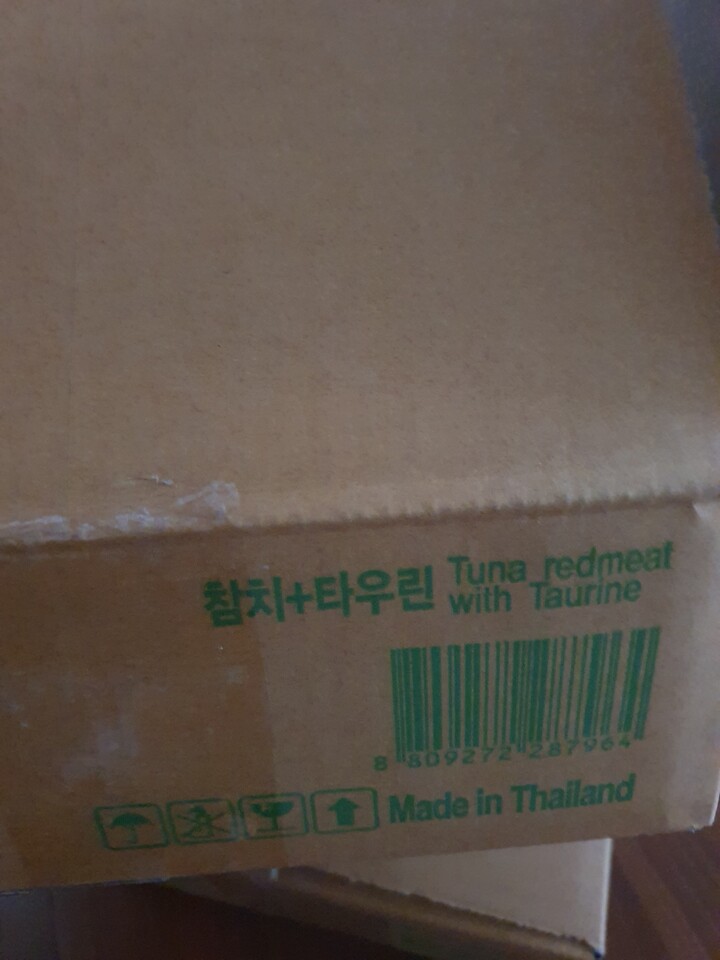 참치+타우린
Tuna redmeat
with Taurine
8 809272 287964
Made in Thailand